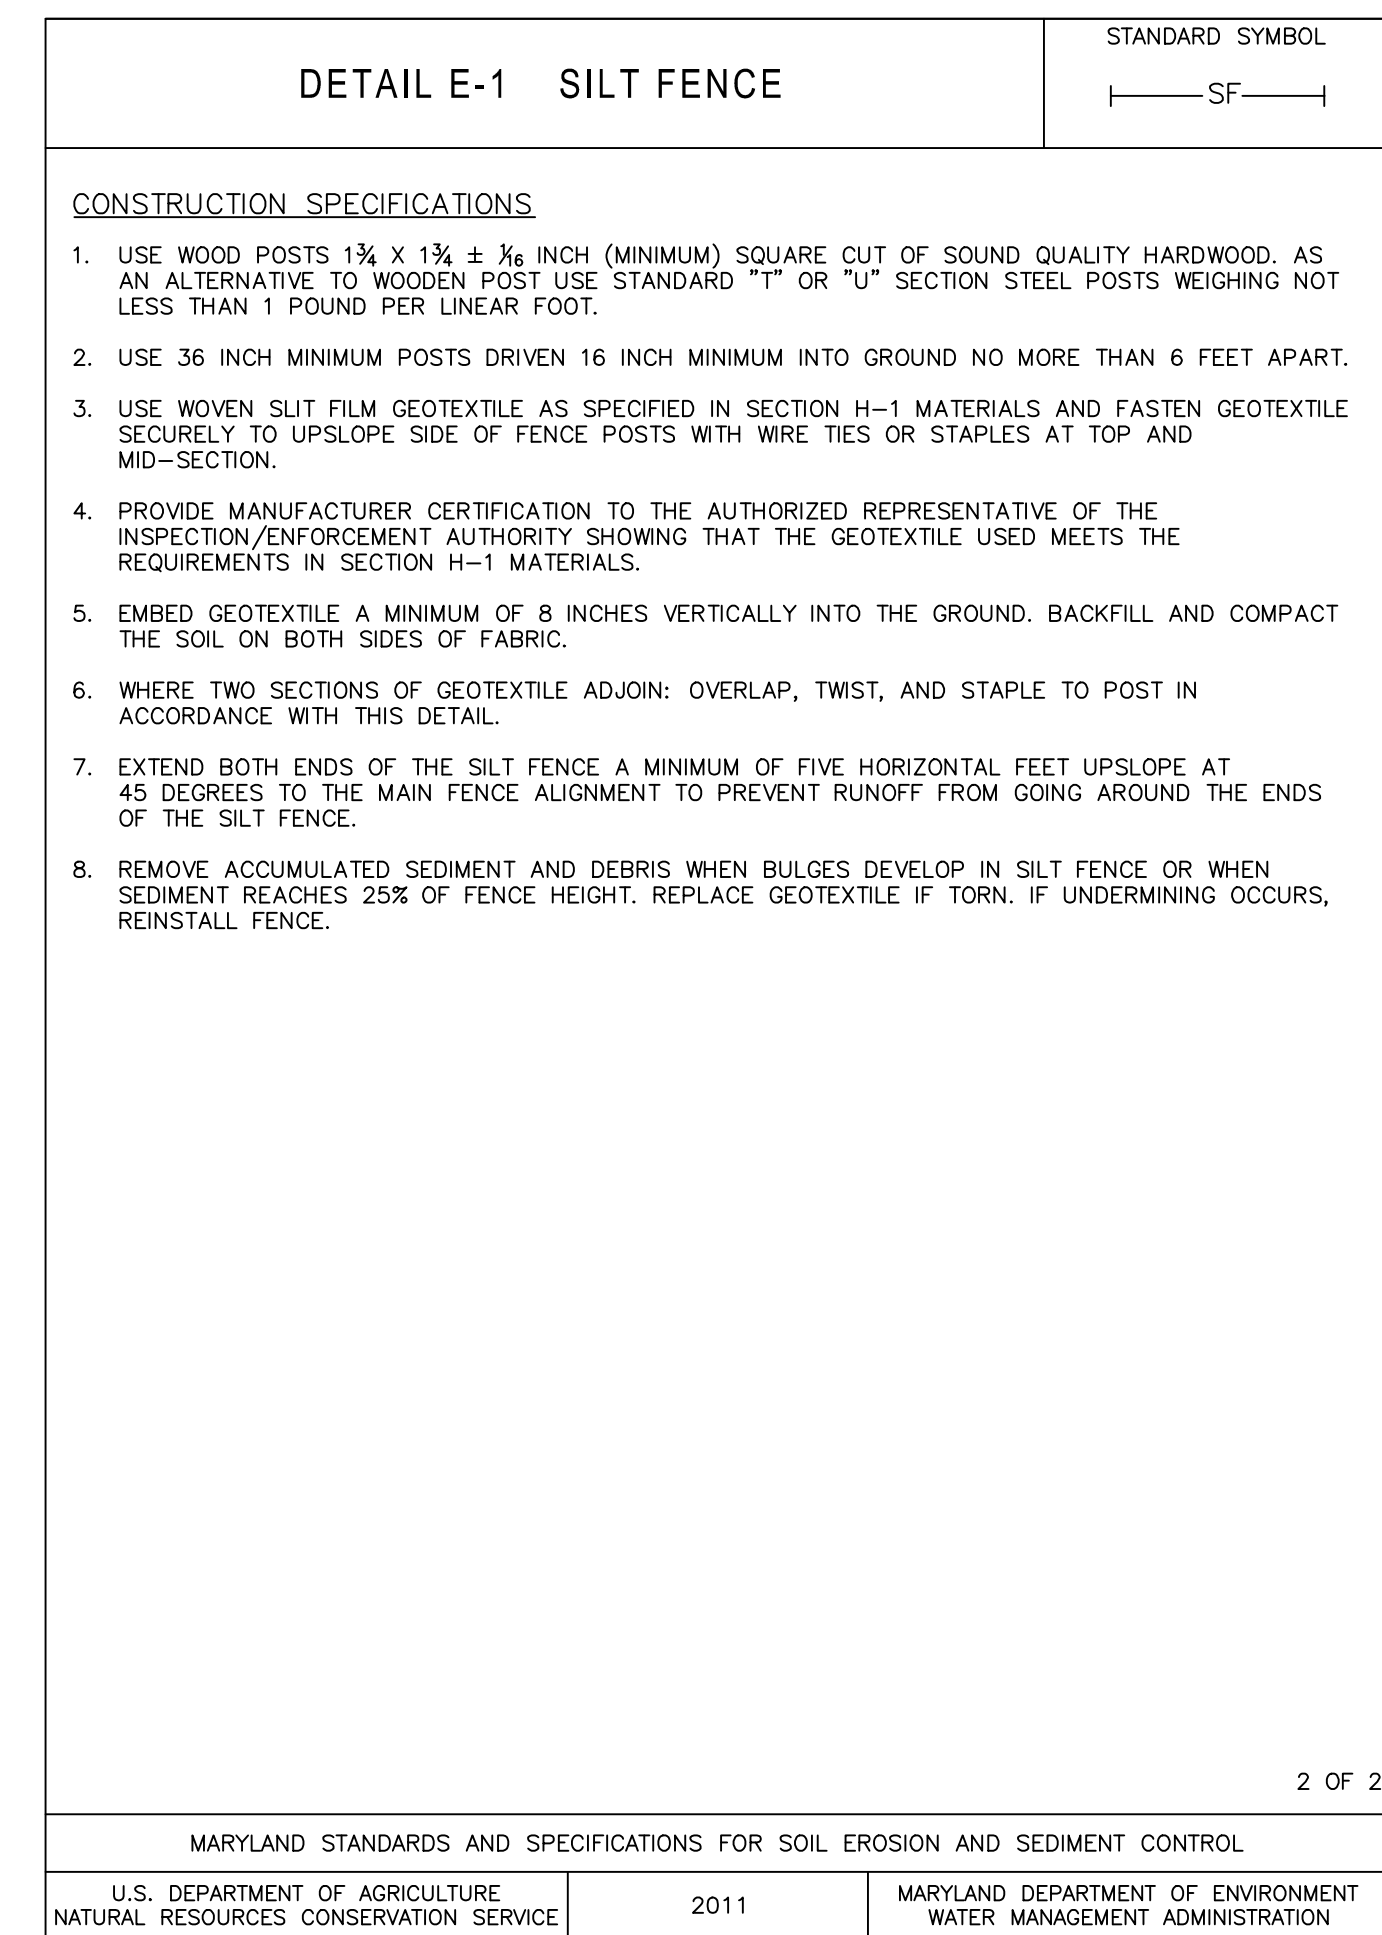 DETAIL E-1 SILT FENCE
STANDARD SYMBOL
SF
CONSTRUCTION SPECIFICATIONS
1. USE WOOD POSTS 1¾ X 1¾ ± 1⁄16 INCH (MINIMUM) SQUARE CUT OF SOUND QUALITY HARDWOOD. AS
AN ALTERNATIVE TO WOODEN POST USE STANDARD "T" OR "U" SECTION STEEL POSTS WEIGHING NOT
LESS THAN 1 POUND PER LINEAR FOOT.
2. USE 36 INCH MINIMUM POSTS DRIVEN 16 INCH MINIMUM INTO GROUND NO MORE THAN 6 FEET APART.
3. USE WOVEN SLIT FILM GEOTEXTILE AS SPECIFIED IN SECTION H-1 MATERIALS AND FASTEN GEOTEXTILE
SECURELY TO UPSLOPE SIDE OF FENCE POSTS WITH WIRE TIES OR STAPLES AT TOP AND
MID-SECTION.
4. PROVIDE MANUFACTURER CERTIFICATION TO THE AUTHORIZED REPRESENTATIVE OF THE
INSPECTION/ENFORCEMENT AUTHORITY SHOWING THAT THE GEOTEXTILE USED MEETS THE
REQUIREMENTS IN SECTION H-1 MATERIALS.
5. EMBED GEOTEXTILE A MINIMUM OF 8 INCHES VERTICALLY INTO THE GROUND. BACKFILL AND COMPACT
THE SOIL ON BOTH SIDES OF FABRIC.
6. WHERE TWO SECTIONS OF GEOTEXTILE ADJOIN: OVERLAP, TWIST, AND STAPLE TO POST IN
ACCORDANCE WITH THIS DETAIL.
7. EXTEND BOTH ENDS OF THE SILT FENCE A MINIMUM OF FIVE HORIZONTAL FEET UPSLOPE AT
45 DEGREES TO THE MAIN FENCE ALIGNMENT TO PREVENT RUNOFF FROM GOING AROUND THE ENDS
OF THE SILT FENCE.
8. REMOVE ACCUMULATED SEDIMENT AND DEBRIS WHEN BULGES DEVELOP IN SILT FENCE OR WHEN
SEDIMENT REACHES 25% OF FENCE HEIGHT. REPLACE GEOTEXTILE IF TORN. IF UNDERMINING OCCURS,
REINSTALL FENCE.
2 OF 2
MARYLAND STANDARDS AND SPECIFICATIONS FOR SOIL EROSION AND SEDIMENT CONTROL
U.S. DEPARTMENT OF AGRICULTURE
NATURAL RESOURCES CONSERVATION SERVICE
2011
MARYLAND DEPARTMENT OF ENVIRONMENT
WATER MANAGEMENT ADMINISTRATION